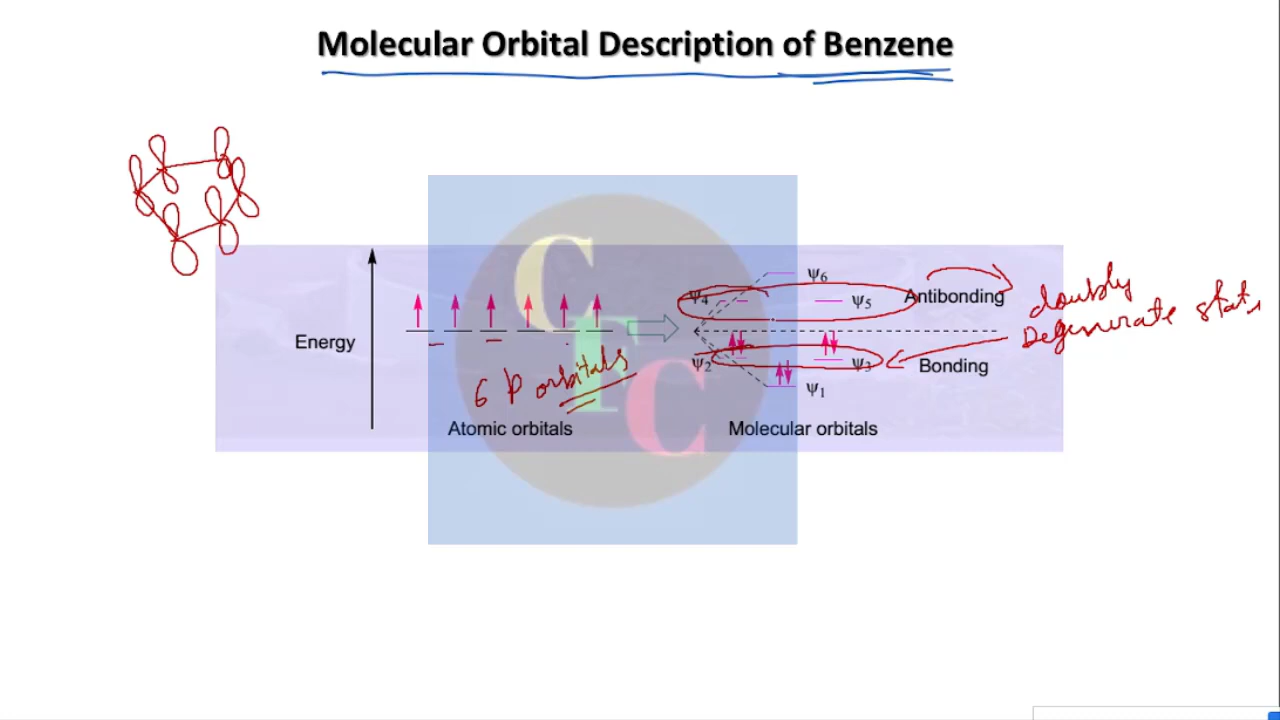 Molecular Orbital Description of Benzene
ψ6
ψ4
ψ5
Antibonding
doubly
Degenerate
Energy
6 P orbitals
ψ2
ψ3
Bonding
ψ1
Atomic orbitals
Molecular orbitals
C
F
C